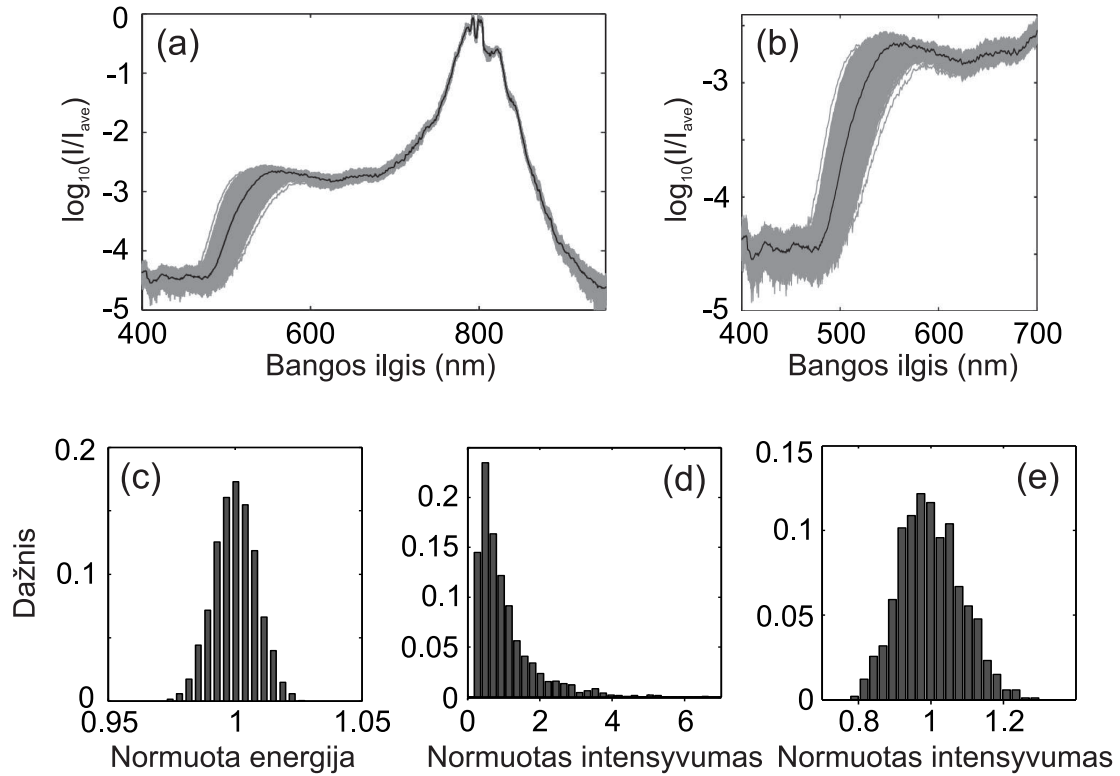 (a)
0
-1
-2
-3
-4
-5
log₁₀(I/Iₐᵥₑ)
400 600 800
Bangos ilgis (nm)
(b)
-3
-4
-5
log₁₀(I/Iₐᵥₑ)
400 500 600 700
Bangos ilgis (nm)
(c)
0.2
0.1
0
Dažnis
0.95 1 1.05
Normuota energija
(d)
0.2
0.15
0.1
0.05
0
0 2 4 6
Normuotas intensyvumas
(e)
0.15
0.1
0.05
0
0.8 1 1.2
Normuotas intensyvumas